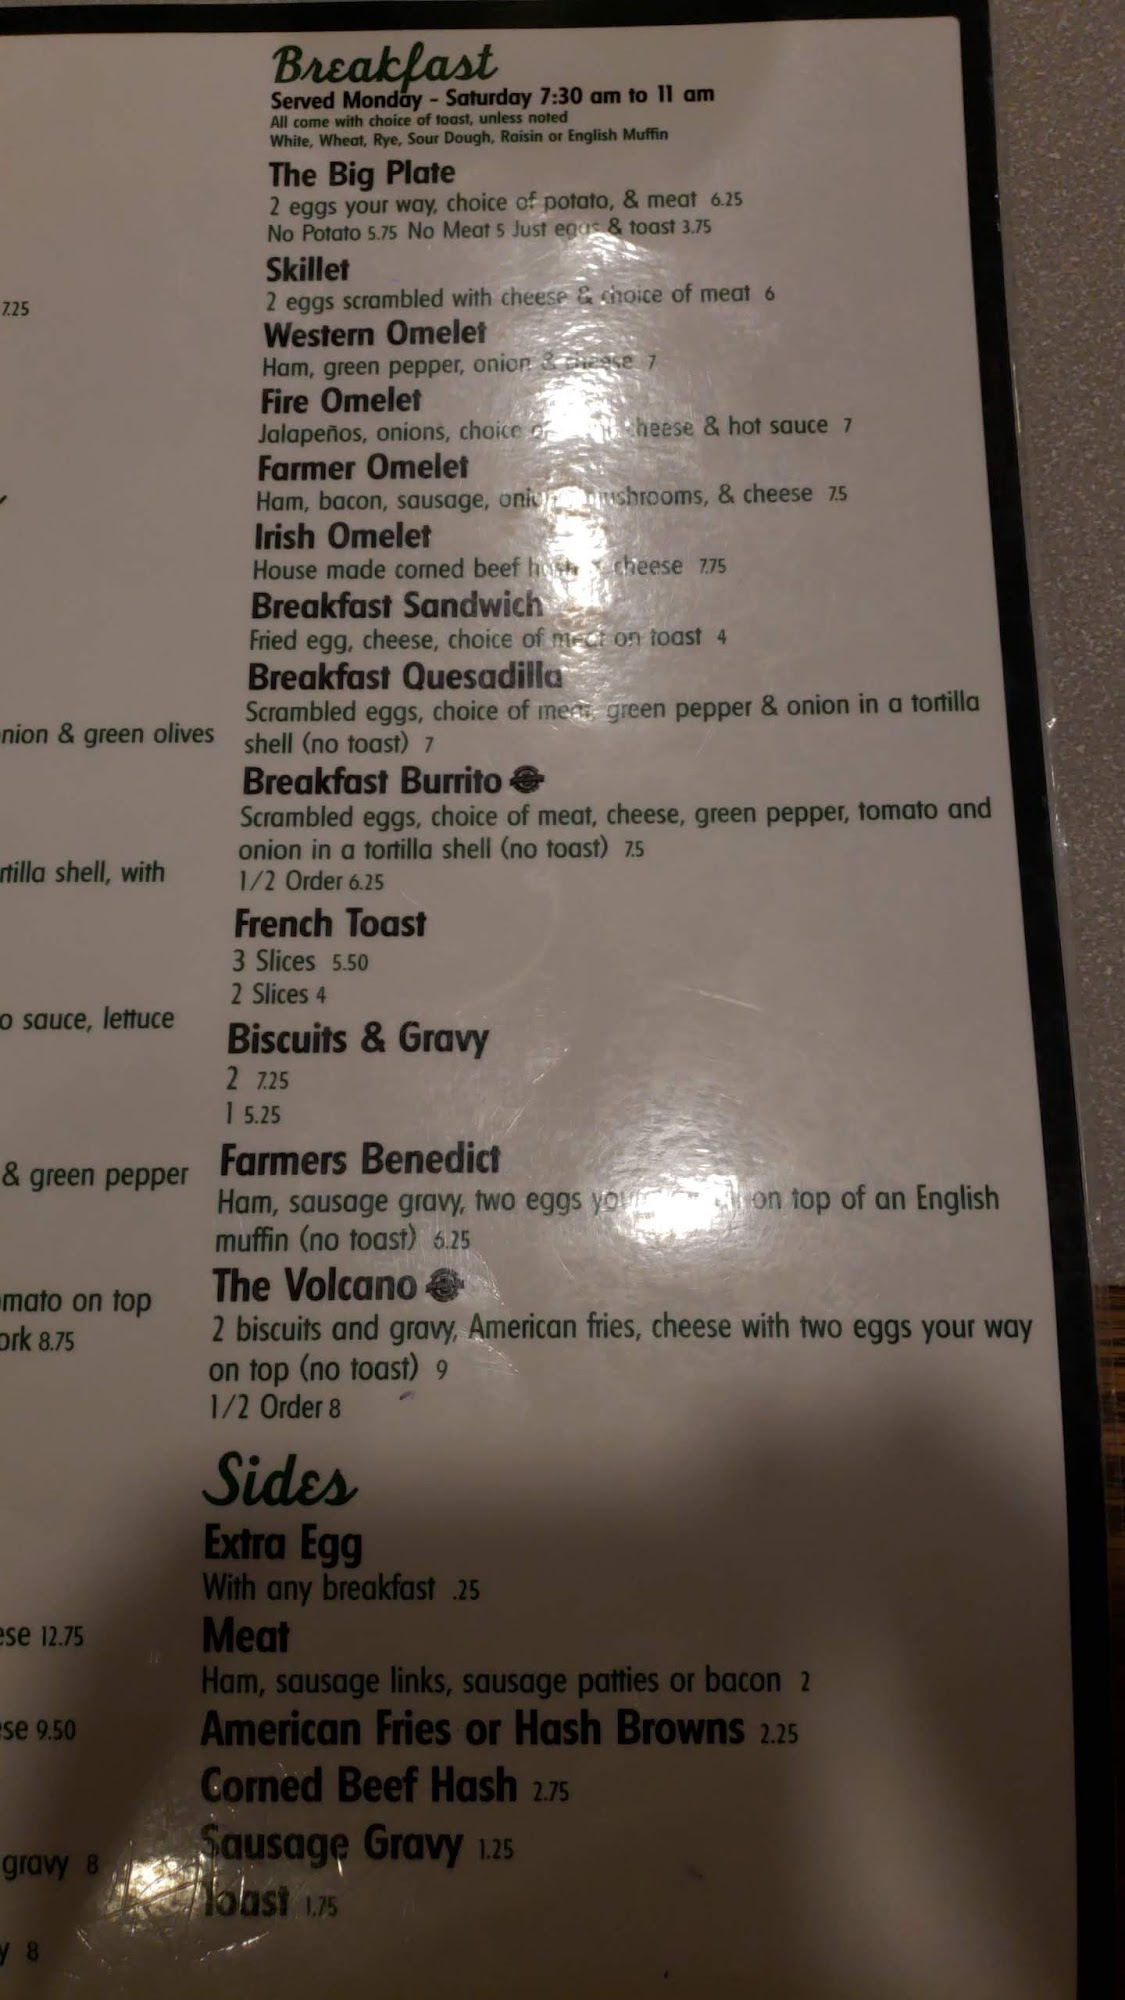 Breakfast
Served Monday - Saturday 7:30 am to 11 am
All come with choice of toast, unless noted
White, Wheat, Rye, Sour Dough, Raisin or English Muffin
The Big Plate
2 eggs your way, choice of potato, & meat 6.25
No Potato 5.75 No Meat 5 Just eggs & toast 3.75
Skillet
2 eggs scrambled with cheese & choice of meat 6
Western Omelet
Ham, green pepper, onion & cheese 7
Fire Omelet
Jalapeños, onions, choice of cheese & hot sauce 7
Farmer Omelet
Ham, bacon, sausage, onion, mushrooms, & cheese 7.5
Irish Omelet
House made corned beef hash & cheese 7.75
Breakfast Sandwich
Fried egg, cheese, choice of meat on toast 4
Breakfast Quesadilla
Scrambled eggs, choice of meat, green pepper & onion in a tortilla
shell (no toast) 7
Breakfast Burrito
Scrambled eggs, choice of meat, cheese, green pepper, tomato and
onion in a tortilla shell (no toast) 7.5
1/2 Order 6.25
French Toast
3 Slices 5.50
2 Slices 4
Biscuits & Gravy
2 7.25
1 5.25
Farmers Benedict
Ham, sausage gravy, two eggs on top of an English
muffin (no toast) 6.25
The Volcano
2 biscuits and gravy, American fries, cheese with two eggs your way
on top (no toast) 9
1/2 Order 8
Sides
Extra Egg
With any breakfast .25
Meat
Ham, sausage links, sausage patties or bacon 2
American Fries or Hash Browns 2.25
Corned Beef Hash 2.75
Sausage Gravy 1.25
Toast 1.75
7.25
nion & green olives
rtilla shell, with
o sauce, lettuce
& green pepper
omato on top
ork 8.75
ese 12.75
se 9.50
gravy 8
y 8